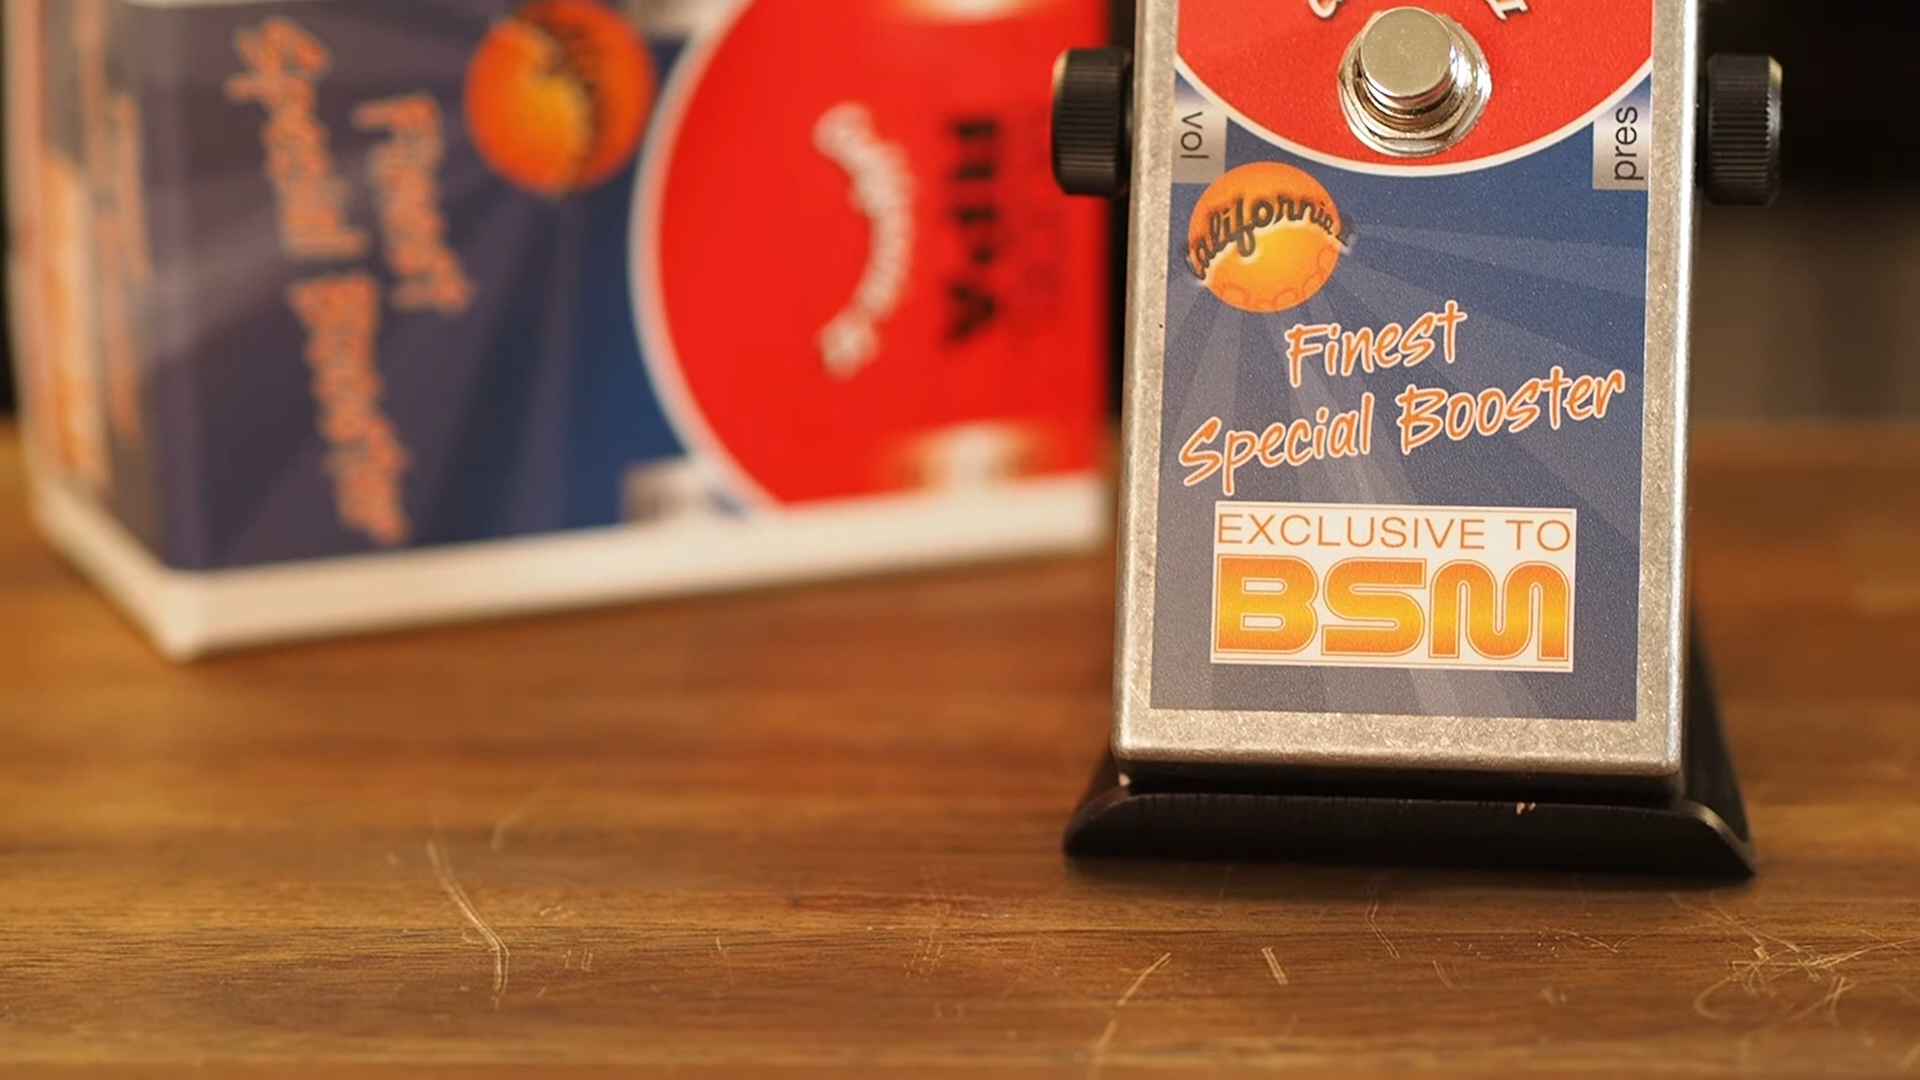 Finest
Special Booster
vol
pres
California
Finest
Special Booster
EXCLUSIVE TO
BSM